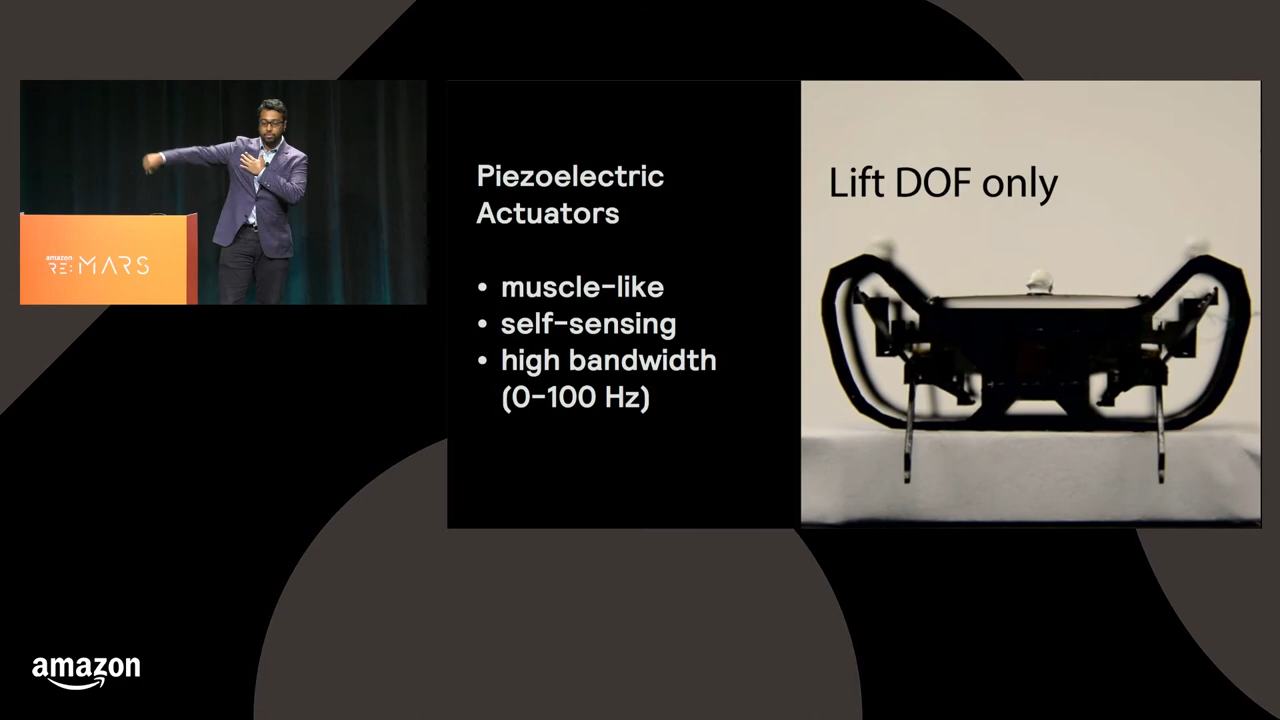 amazon
RE: MARS
Piezoelectric
Actuators
• muscle-like
• self-sensing
• high bandwidth
(0-100 Hz)
Lift DOF only
amazon